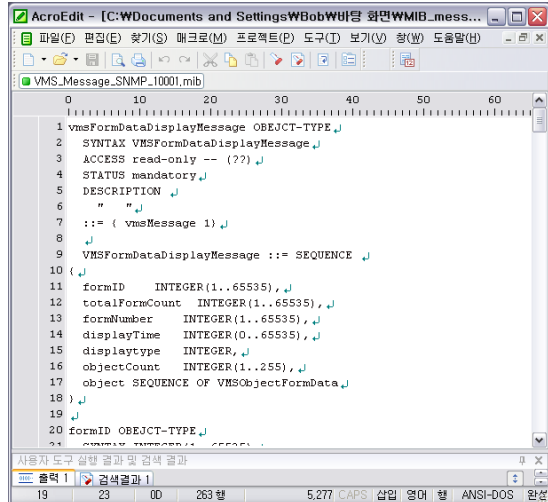 AcroEdit - [C:₩Documents and Settings₩Bob₩바탕 화면₩MIB_mess...
파일(F) 편집(E) 찾기(S) 매크로(M) 프로젝트(P) 도구(T) 보기(V) 창(W) 도움말(H)
VMS_Message_SNMP_10001.mib
0 10 20 30 40 50 60
1 vmsFormDataDisplayMessage OBEJCT-TYPE
2 SYNTAX VMSFormDataDisplayMessage
3 ACCESS read-only -- (??)
4 STATUS mandatory
5 DESCRIPTION
6 " "
7 ::= { vmsMessage 1}
8
9 VMSFormDataDisplayMessage ::= SEQUENCE
10 {
11 formID INTEGER(1..65535),
12 totalFormCount INTEGER(1..65535),
13 formNumber INTEGER(1..65535),
14 displayTime INTEGER(0..65535),
15 displaytype INTEGER,
16 objectCount INTEGER(1..255),
17 object SEQUENCE OF VMSObjectFormData
18 }
19
20 formID OBEJCT-TYPE
21 SYNTAX INTEGER(1..65535)
사용자 도구 실행 결과 및 검색 결과
출력 1 검색결과 1
19 23 0D 263 행 5,277 CAPS 삽입 영어 행 ANSI-DOS 완성